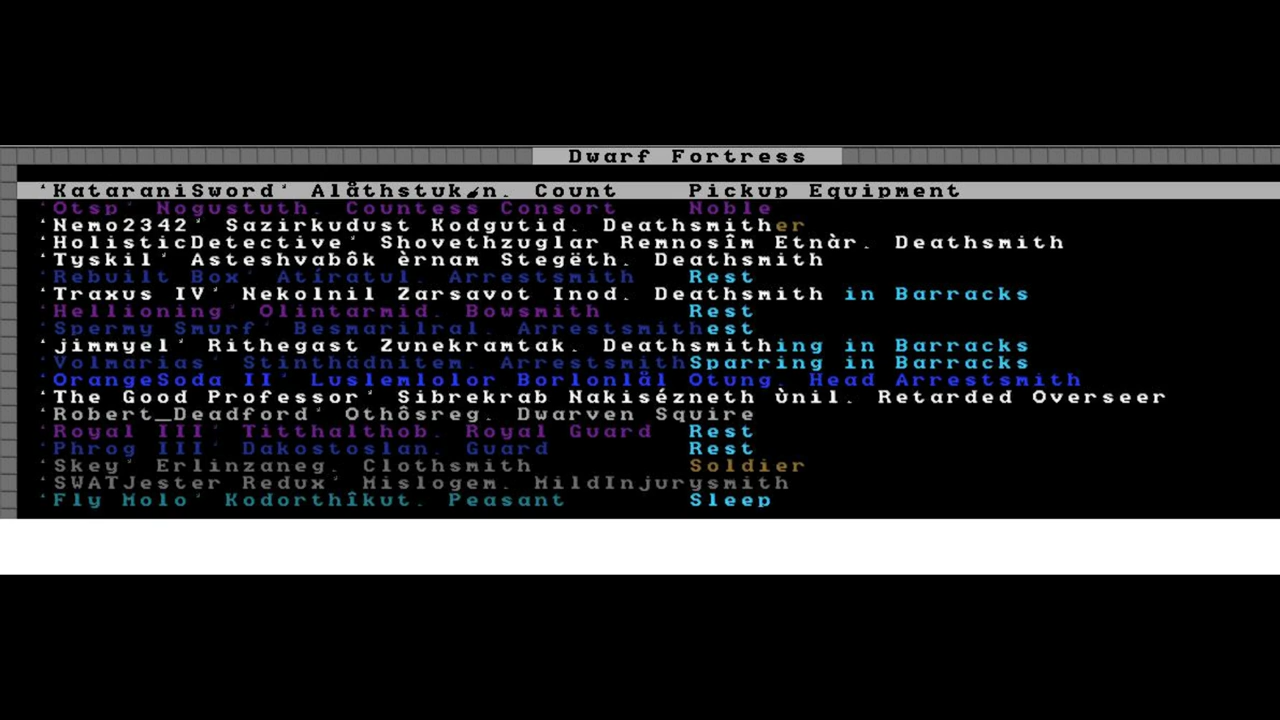 Dwarf Fortress
'KataraniSword' Alåthstukón. Count Pickup Equipment
'Otsp' Nogustuth. Countess Consort Noble
'Nemo2342' Sazirkudust Kodgutid. Deathsmither
'HolisticDetective' Shovethzuglar Remnosîm Etnàr. Deathsmith
'Tyskil' Asteshvabôk èrnam Stegëth. Deathsmith
'Rebuilt Box' Atíratul. Arrestsmith Rest
'Traxus IV' Nekolnil Zarsavot Inod. Deathsmith in Barracks
'Hellioning' Olintarmid. Bowsmith Rest
'Spermy Smurf' Besmarilral. Arrestsmithest
'jimmyel' Rithegast Zunekramtak. Deathsmithing in Barracks
'Volmarias' Stinthädnitem. ArrestsmithSparring in Barracks
'OrangeSoda II' Luslemlolor Borlonlål Otung. Head Arrestsmith
'The Good Professor' Sibrekrab Nakisézneth ùnil. Retarded Overseer
'Robert_Deadford' Othôsreg. Dwarven Squire
'Royal III' Titthalthob. Royal Guard Rest
'Phrog III' Dakostoslan. Guard Rest
'Skey' Erlinzaneg. Clothsmith Soldier
'SWATJester Redux' Mislogem. MildInjurysmith
'Fly Molo' Kodorthîkut. Peasant Sleep